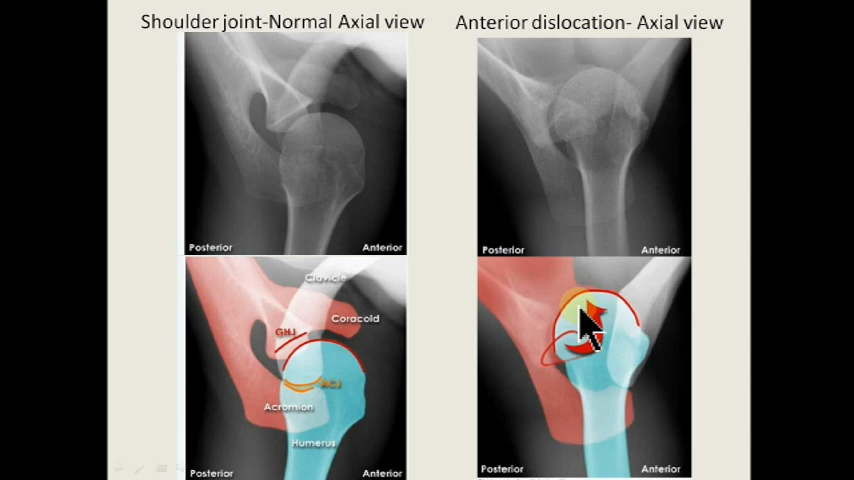 Shoulder joint-Normal Axial view
Anterior dislocation- Axial view
Posterior
Anterior
Posterior
Anterior
Clavicle
Coracoid
GHJ
ACJ
Acromion
Humerus
Posterior
Anterior
Posterior
Anterior